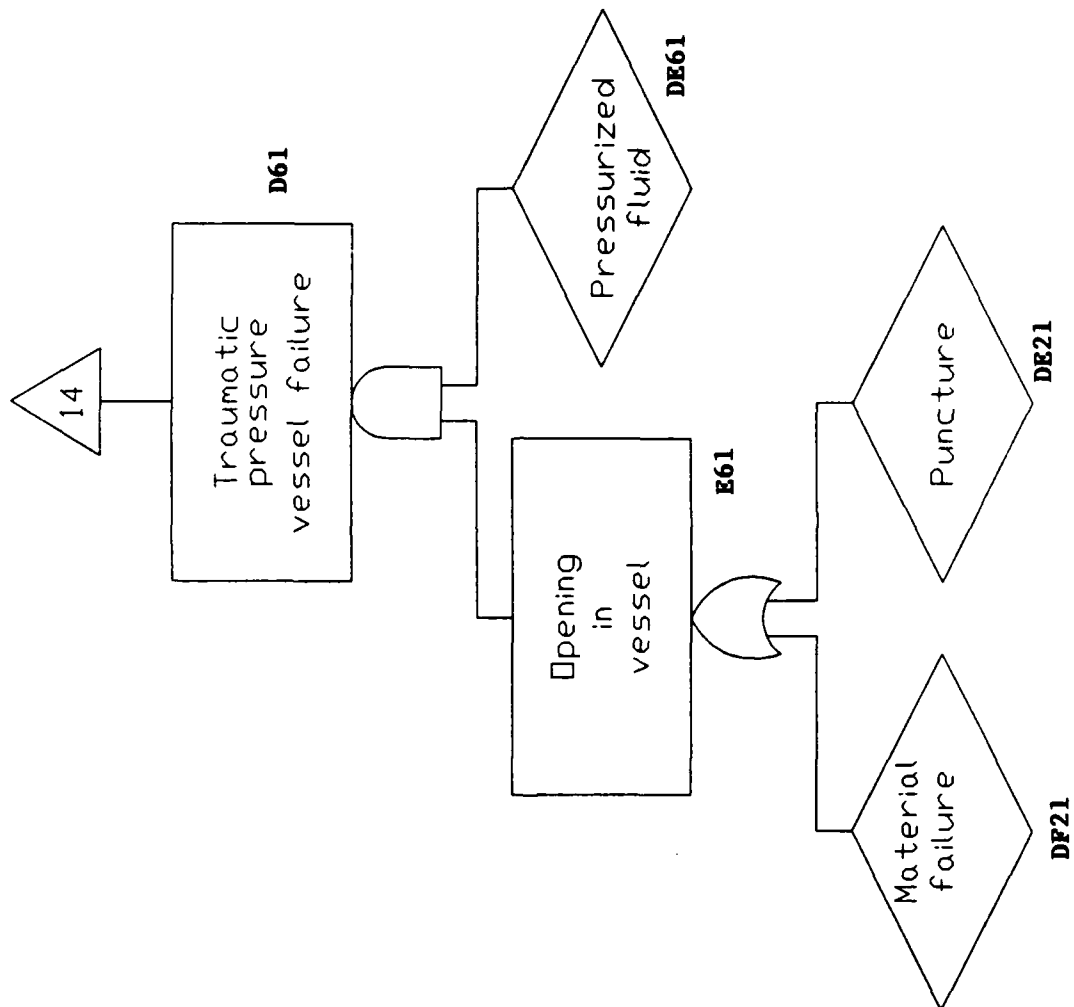 14
Traumatic
pressure
vessel failure
D61
Opening
in
vessel
E61
Pressurized
fluid
DE61
Material
failure
DF21
Puncture
DE21